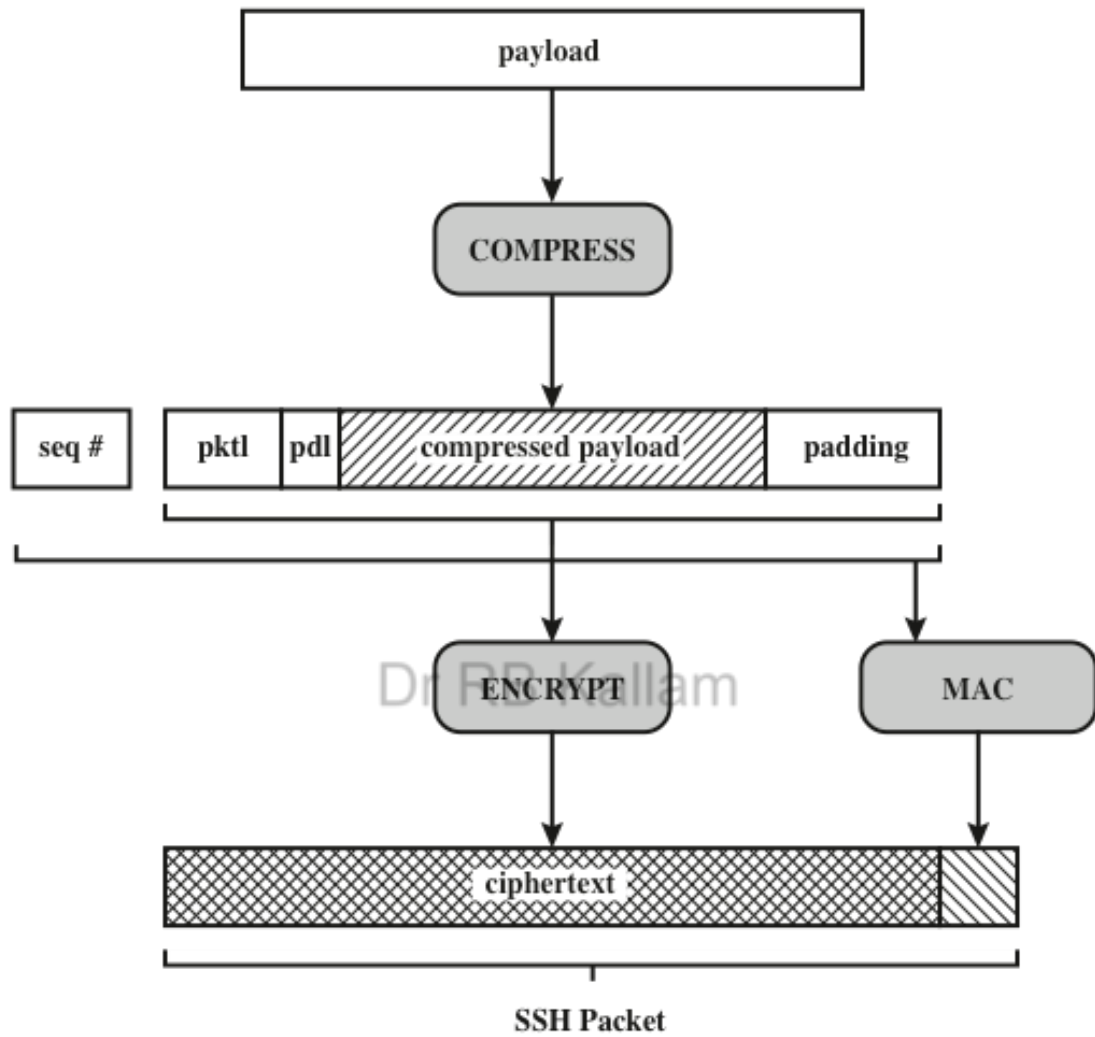 payload
COMPRESS
seq # pktl pdl compressed payload padding
Dr RB Kallam
ENCRYPT MAC
ciphertext
SSH Packet